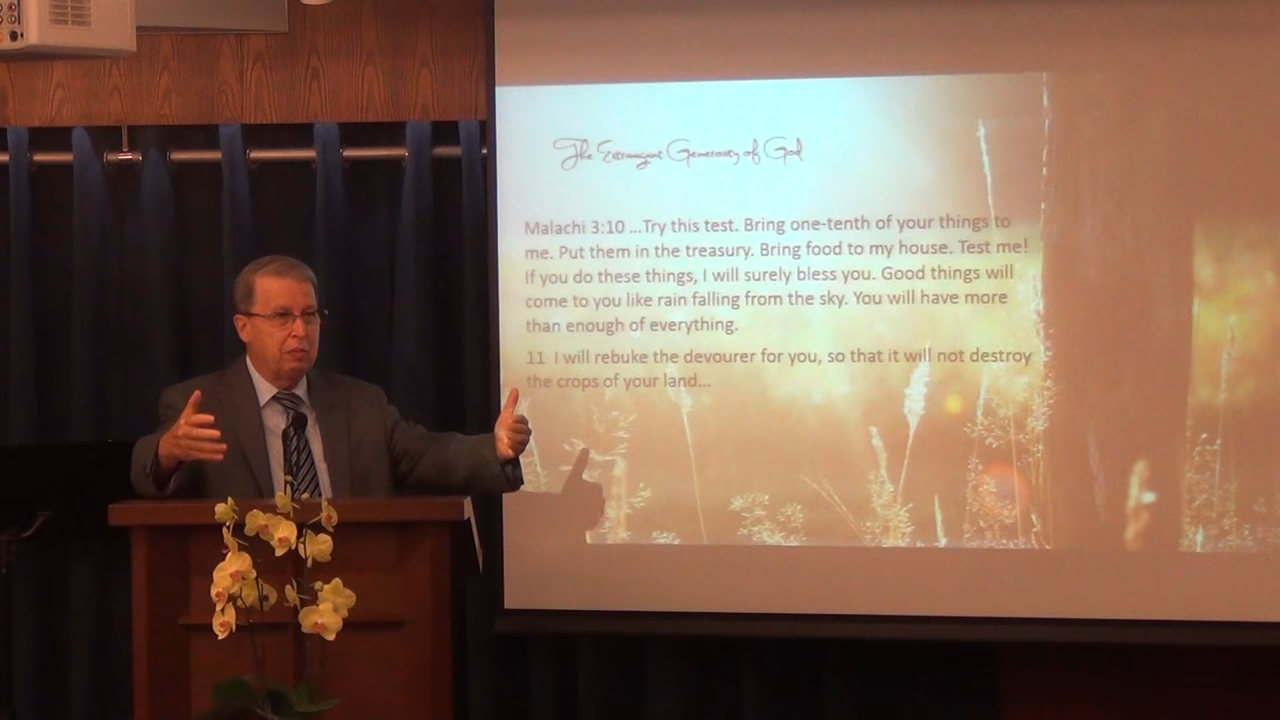 The Extravagant Generosity of God
Malachi 3:10 ...Try this test. Bring one-tenth of your things to
me. Put them in the treasury. Bring food to my house. Test me!
If you do these things, I will surely bless you. Good things will
come to you like rain falling from the sky. You will have more
than enough of everything.
11 I will rebuke the devourer for you, so that it will not destroy
the crops of your land...